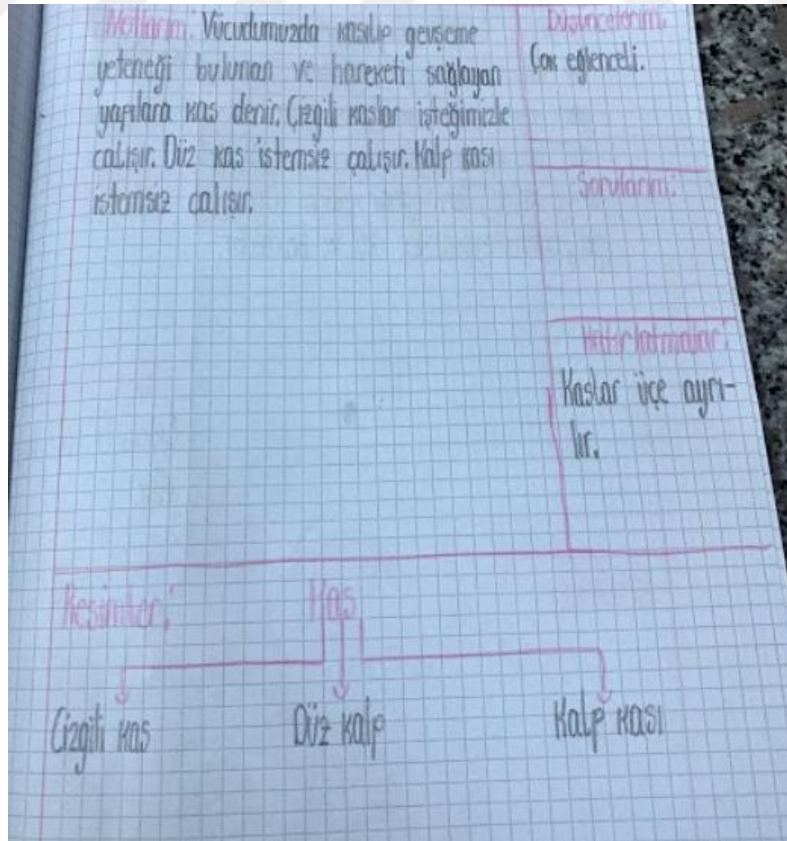 Notlarım: Vücudumuzda kasılıp gevşeme
yeteneği bulunan ve hareketi sağlayan
yapılara kas denir. Çizgili kaslar isteğimizle
çalışır. Düz kas istemsiz çalışır. Kalp kası
istemsiz çalışır.
Düşüncelerim:
Çok eğlenceli.
Sorularım:
Hatırlatmalar:
Kaslar üçe ayrı-
lır.
Resimler:
Kas
Çizgili kas
Düz kalp
Kalp kası